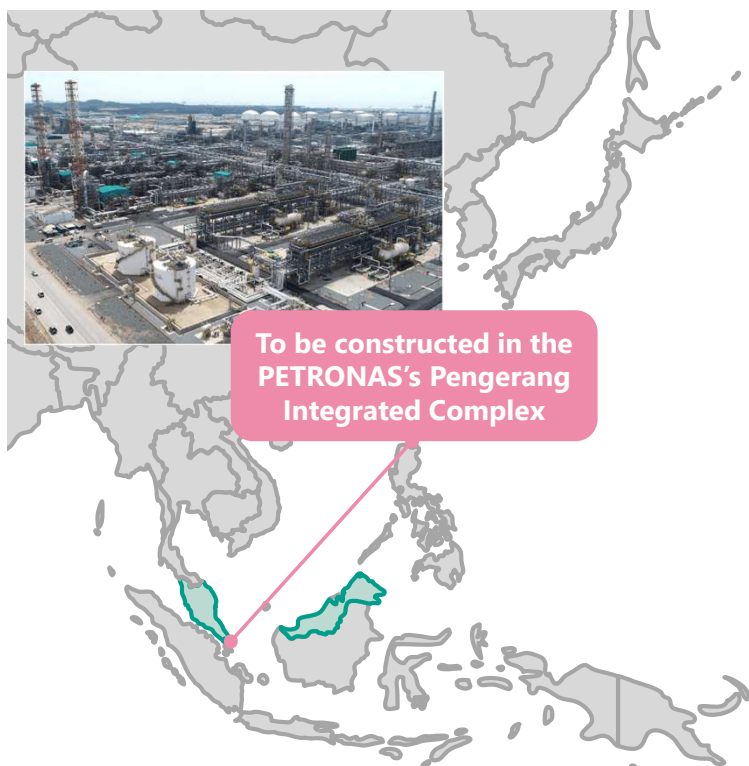 To be constructed in the
PETRONAS’s Pengerang
Integrated Complex